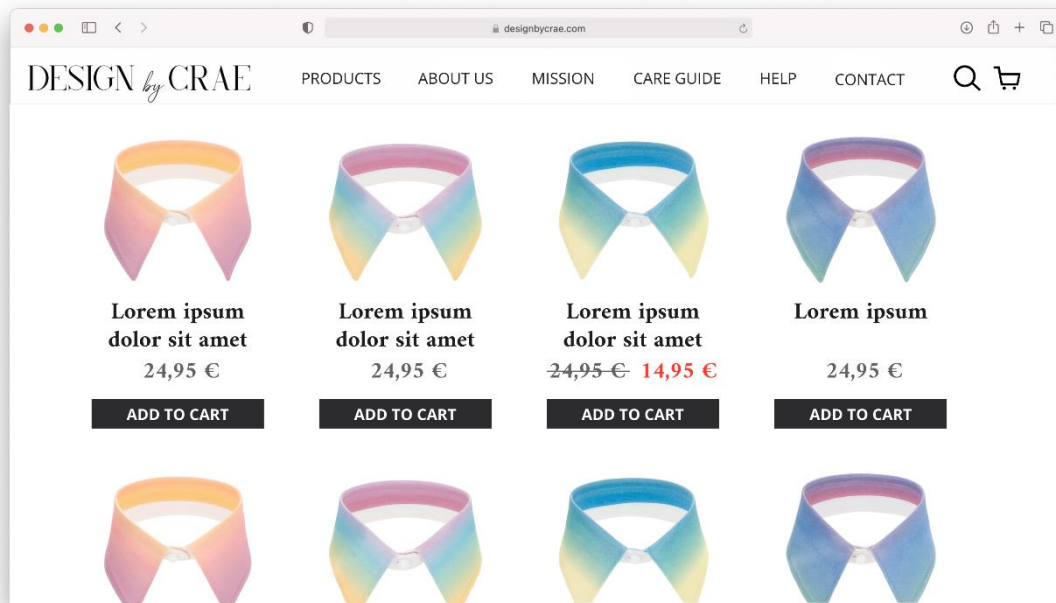 designbycrae.com
DESIGN by CRAE PRODUCTS ABOUT US MISSION CARE GUIDE HELP CONTACT
Lorem ipsum
dolor sit amet
24,95 €
ADD TO CART
Lorem ipsum
dolor sit amet
24,95 €
ADD TO CART
Lorem ipsum
dolor sit amet
24,95 € 14,95 €
ADD TO CART
Lorem ipsum
24,95 €
ADD TO CART